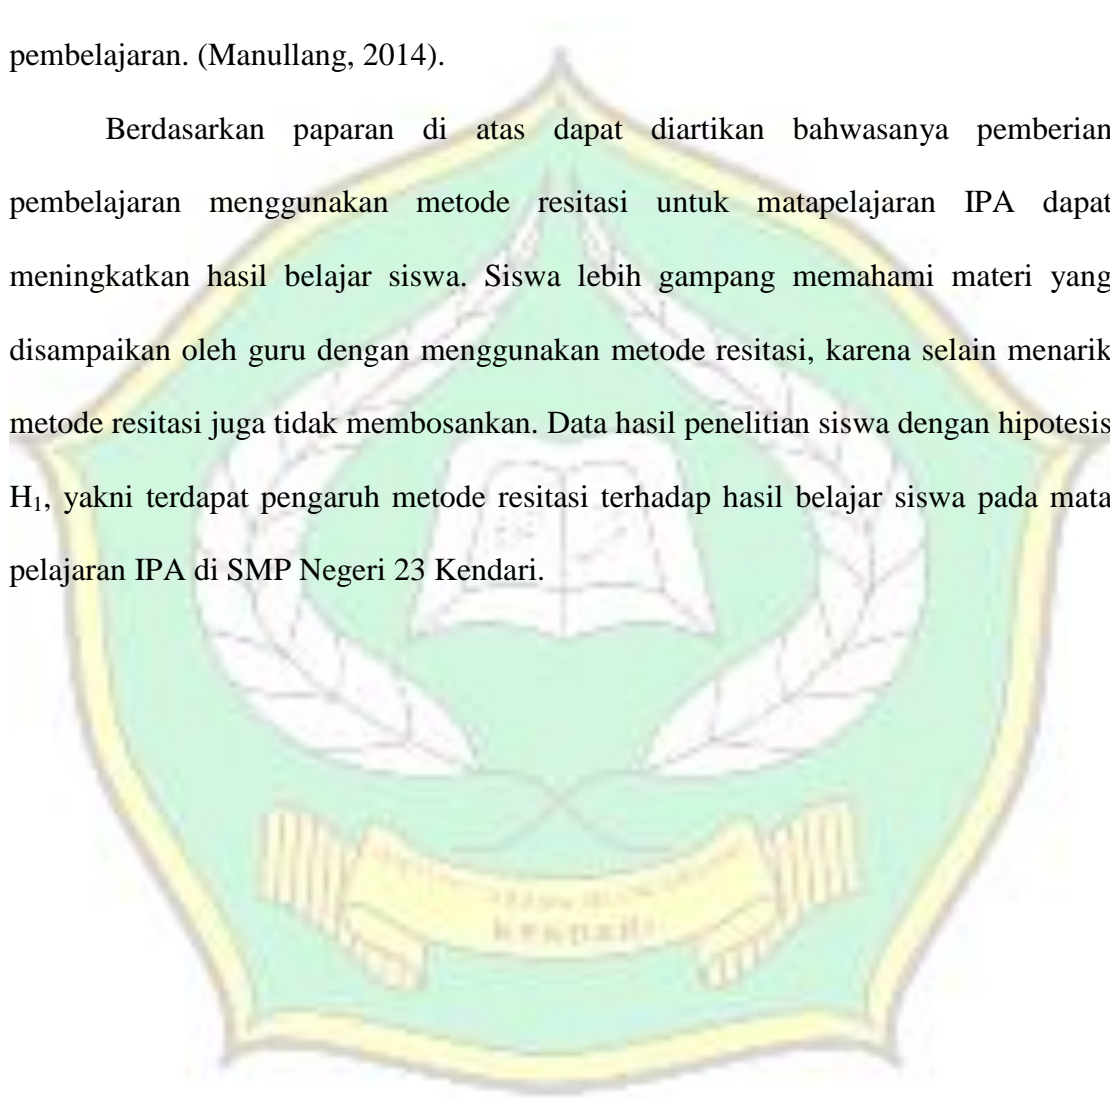 pembelajaran. (Manullang, 2014).
Berdasarkan paparan di atas dapat diartikan bahwasanya pemberian
pembelajaran menggunakan metode resitasi untuk matapelajaran IPA dapat
meningkatkan hasil belajar siswa. Siswa lebih gampang memahami materi yang
disampaikan oleh guru dengan menggunakan metode resitasi, karena selain menarik
metode resitasi juga tidak membosankan. Data hasil penelitian siswa dengan hipotesis
H₁, yakni terdapat pengaruh metode resitasi terhadap hasil belajar siswa pada mata
pelajaran IPA di SMP Negeri 23 Kendari.
KENDARI